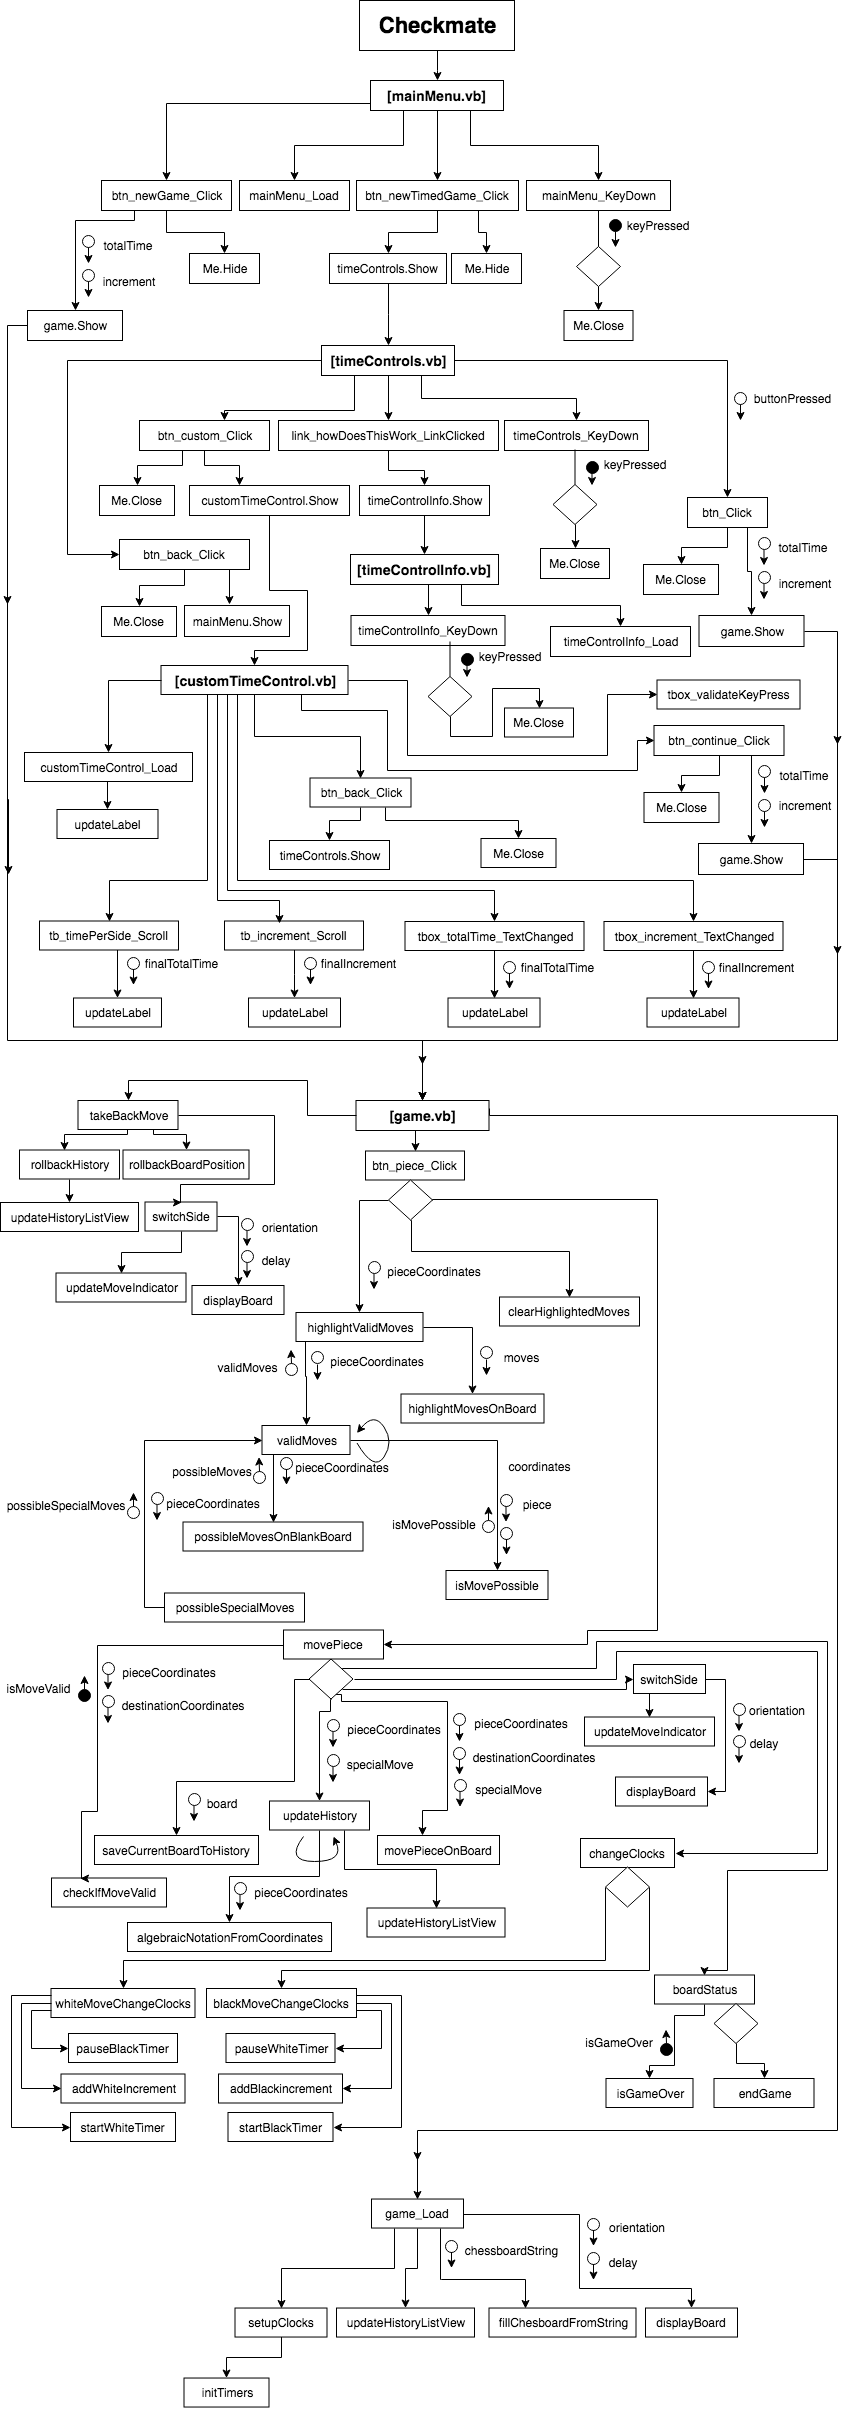 Checkmate
[mainMenu.vb]
btn_newGame_Click
mainMenu_Load
btn_newTimedGame_Click
mainMenu_KeyDown
keyPressed
totalTime
increment
Me.Hide
timeControls.Show
Me.Hide
game.Show
Me.Close
[timeControls.vb]
buttonPressed
btn_custom_Click
link_howDoesThisWork_LinkClicked
timeControls_KeyDown
keyPressed
Me.Close
customTimeControl.Show
timeControlInfo.Show
btn_Click
btn_back_Click
[timeControlInfo.vb]
Me.Close
totalTime
Me.Close
increment
Me.Close
mainMenu.Show
timeControlInfo_KeyDown
timeControlInfo_Load
game.Show
keyPressed
[customTimeControl.vb]
tbox_validateKeyPress
Me.Close
btn_continue_Click
customTimeControl_Load
totalTime
btn_back_Click
Me.Close
increment
updateLabel
timeControls.Show
Me.Close
game.Show
tb_timePerSide_Scroll
tb_increment_Scroll
tbox_totalTime_TextChanged
tbox_increment_TextChanged
finalTotalTime
finalIncrement
finalTotalTime
finalIncrement
updateLabel
updateLabel
updateLabel
updateLabel
takeBackMove
[game.vb]
rollbackHistory
rollbackBoardPosition
btn_piece_Click
updateHistoryListView
switchSide
orientation
delay
updateMoveIndicator
displayBoard
pieceCoordinates
clearHighlightedMoves
highlightValidMoves
validMoves
pieceCoordinates
moves
highlightMovesOnBoard
validMoves
possibleMoves
pieceCoordinates
coordinates
possibleSpecialMoves
pieceCoordinates
piece
isMovePossible
possibleMovesOnBlankBoard
isMovePossible
possibleSpecialMoves
movePiece
isMoveValid
pieceCoordinates
destinationCoordinates
switchSide
orientation
delay
updateMoveIndicator
pieceCoordinates
specialMove
pieceCoordinates
destinationCoordinates
specialMove
displayBoard
board
updateHistory
saveCurrentBoardToHistory
movePieceOnBoard
changeClocks
checkIfMoveValid
pieceCoordinates
algebraicNotationFromCoordinates
updateHistoryListView
whiteMoveChangeClocks
blackMoveChangeClocks
boardStatus
pauseBlackTimer
pauseWhiteTimer
isGameOver
addWhiteIncrement
addBlackincrement
isGameOver
endGame
startWhiteTimer
startBlackTimer
game_Load
orientation
chessboardString
delay
setupClocks
updateHistoryListView
fillChesboardFromString
displayBoard
initTimers